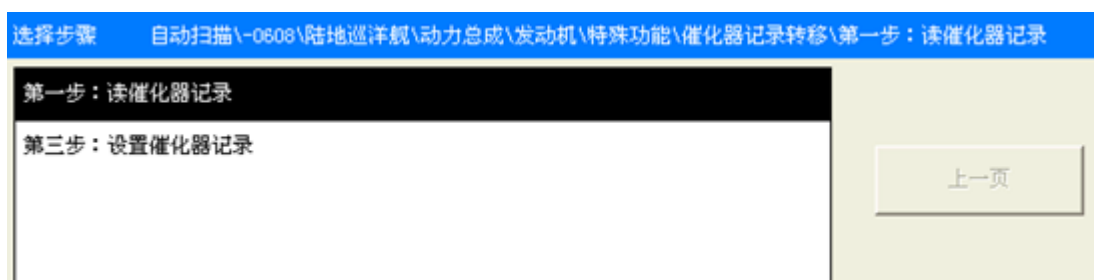 选择步骤 自动扫描\-0608\陆地巡洋舰\动力总成\发动机\特殊功能\催化器记录转移\第一步：读催化器记录
第一步：读催化器记录
第三步：设置催化器记录
上一页